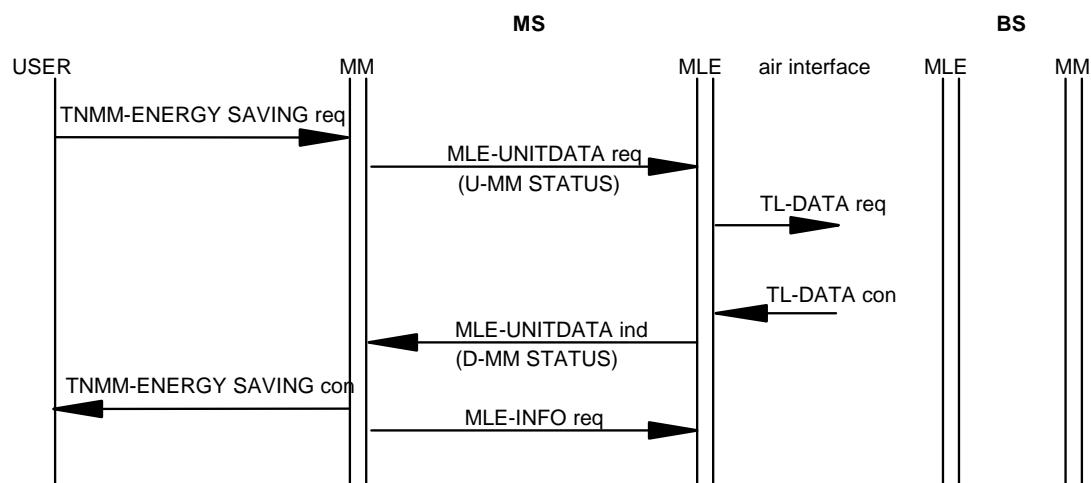 MS BS
USER MM MLE air interface MLE MM
TNMM-ENERGY SAVING req
MLE-UNITDATA req
(U-MM STATUS)
TL-DATA req
TL-DATA con
MLE-UNITDATA ind
(D-MM STATUS)
TNMM-ENERGY SAVING con
MLE-INFO req